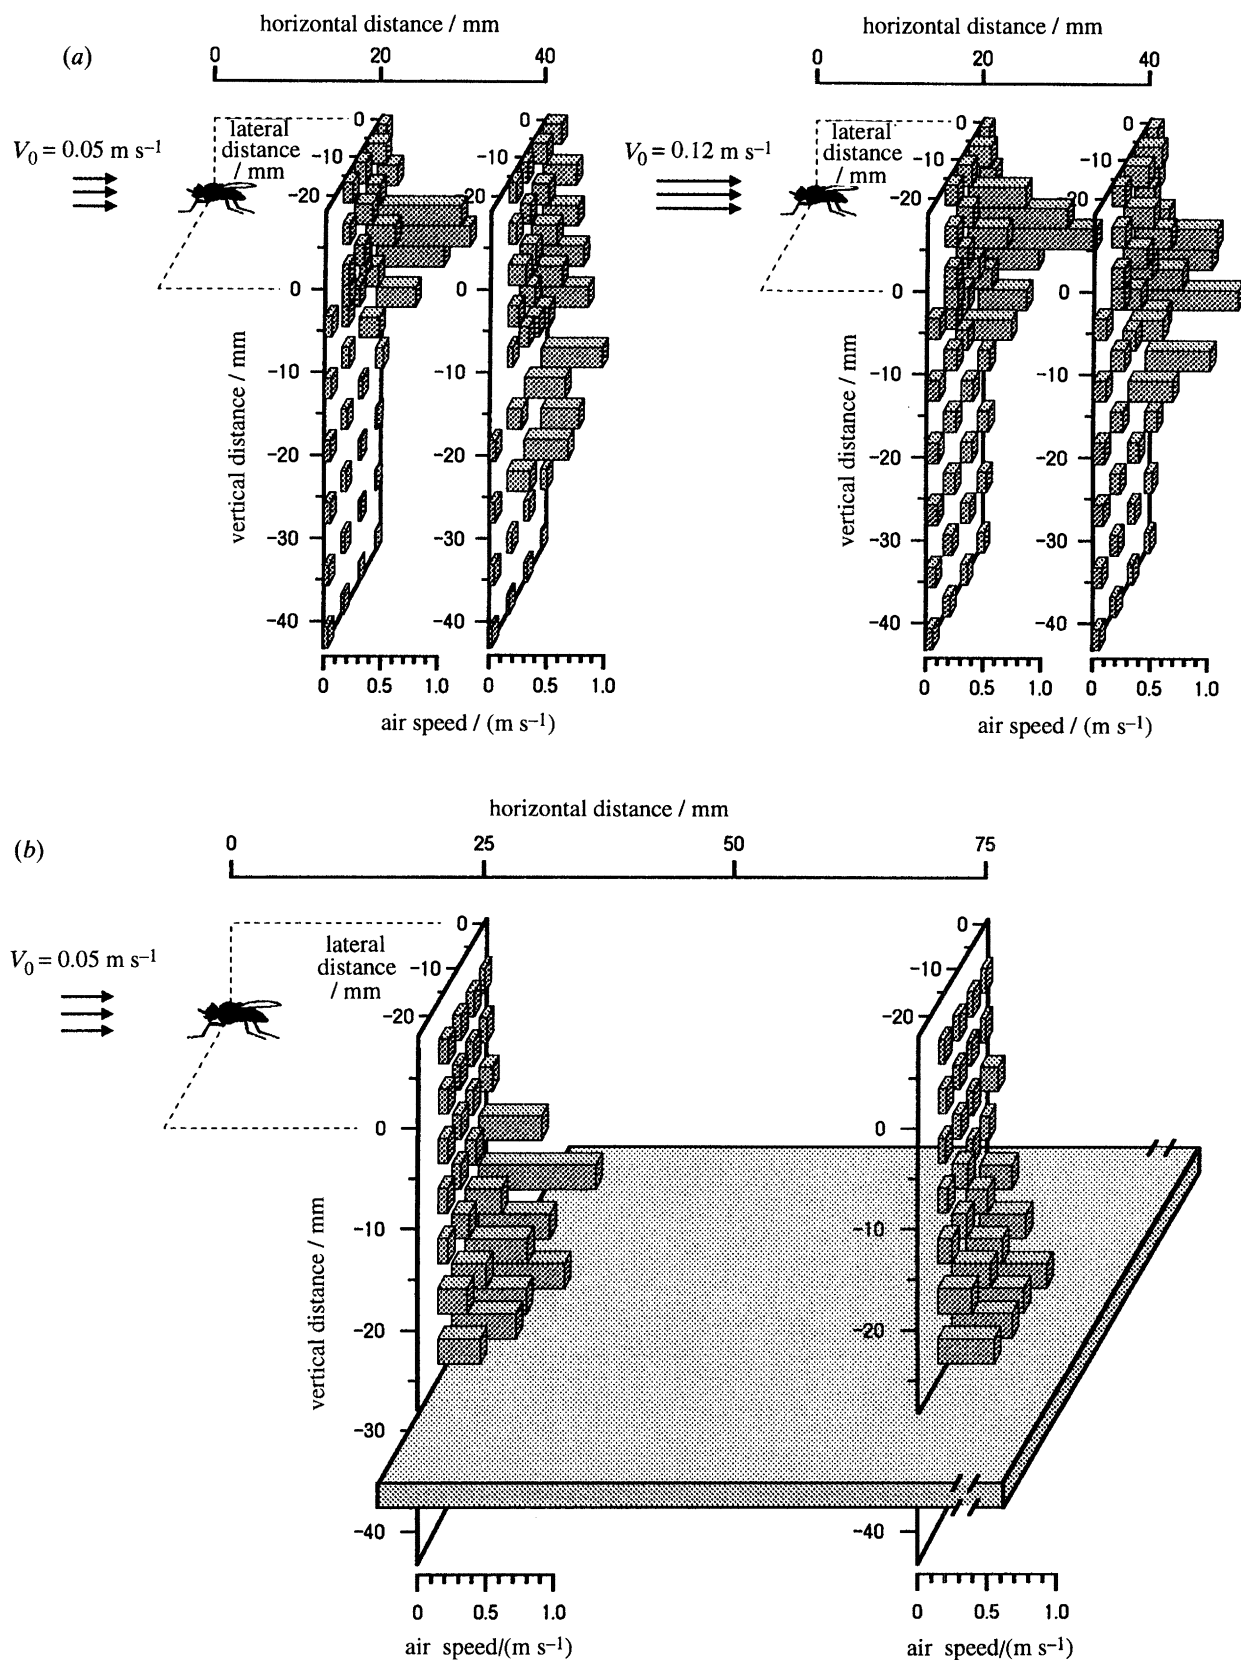 (a)
horizontal distance / mm
0 20 40
V0 = 0.05 m s−1
lateral
distance
/ mm
0
−10
−20
0
−10
−20
−30
−40
vertical distance / mm
0 0.5 1.0
0
−10
20
0
−10
−20
−30
−40
0 0.5 1.0
air speed / (m s−1)
horizontal distance / mm
0 20 40
V0 = 0.12 m s−1
lateral
distance
/ mm
0
−10
−20
0
−10
−20
−30
−40
vertical distance / mm
0 0.5 1.0
0
−10
20
0
−10
−20
−30
−40
0 0.5 1.0
air speed / (m s−1)
(b)
horizontal distance / mm
0 25 50 75
V0 = 0.05 m s−1
lateral
distance
/ mm
0
−10
−20
0
−10
−20
−30
−40
vertical distance / mm
0 0.5 1.0
air speed/(m s−1)
0
−10
−20
0
−10
−20
−40
0 0.5 1.0
air speed/(m s−1)